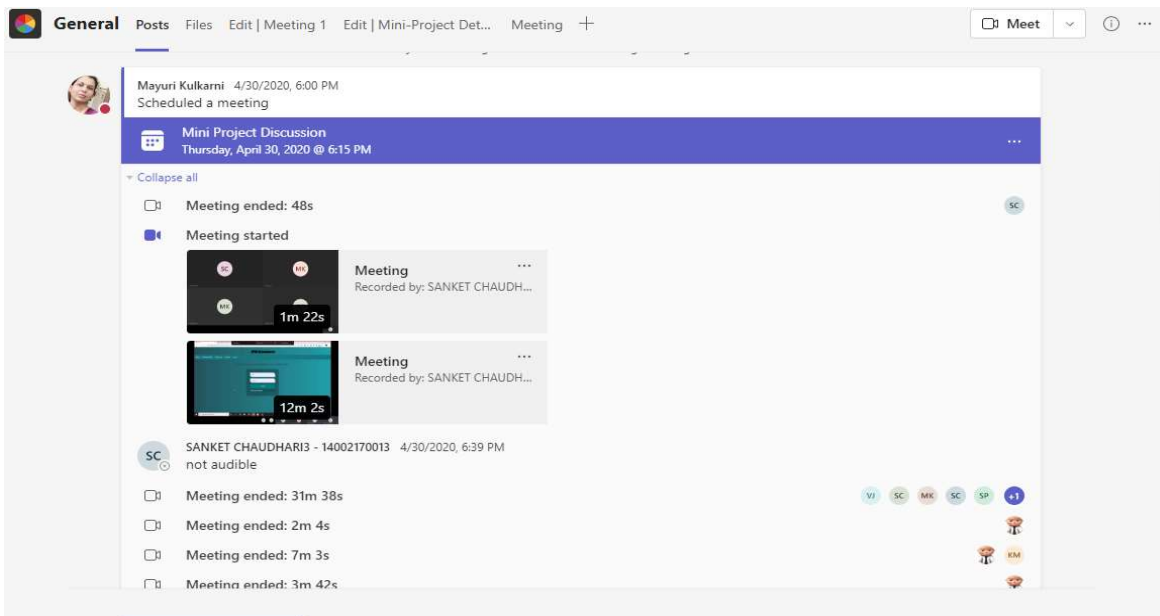 General Posts Files Edit | Meeting 1 Edit | Mini-Project Det... Meeting Meet
Mayuri Kulkarni 4/30/2020, 6:00 PM
Scheduled a meeting
Mini Project Discussion
Thursday, April 30, 2020 @ 6:15 PM
Collapse all
Meeting ended: 48s SC
Meeting started
SC MK
MK
1m 22s
Meeting
Recorded by: SANKET CHAUDH...
12m 2s
Meeting
Recorded by: SANKET CHAUDH...
SC
SANKET CHAUDHARI3 - 14002170013 4/30/2020, 6:39 PM
not audible
Meeting ended: 31m 38s VJ SC MK SC SP +1
Meeting ended: 2m 4s
Meeting ended: 7m 3s KM
Meeting ended: 3m 42s